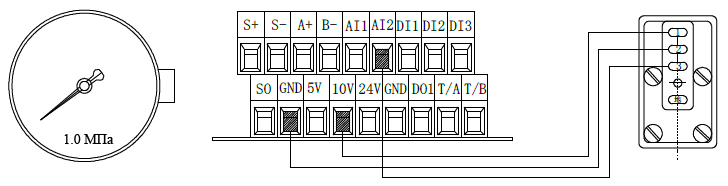 S+ S- A+ B- AI1 AI2 DI1 DI2 DI3
SO GND 5V 10V 24V GND DO1 T/A T/B
1.0 МПа
1
2
3